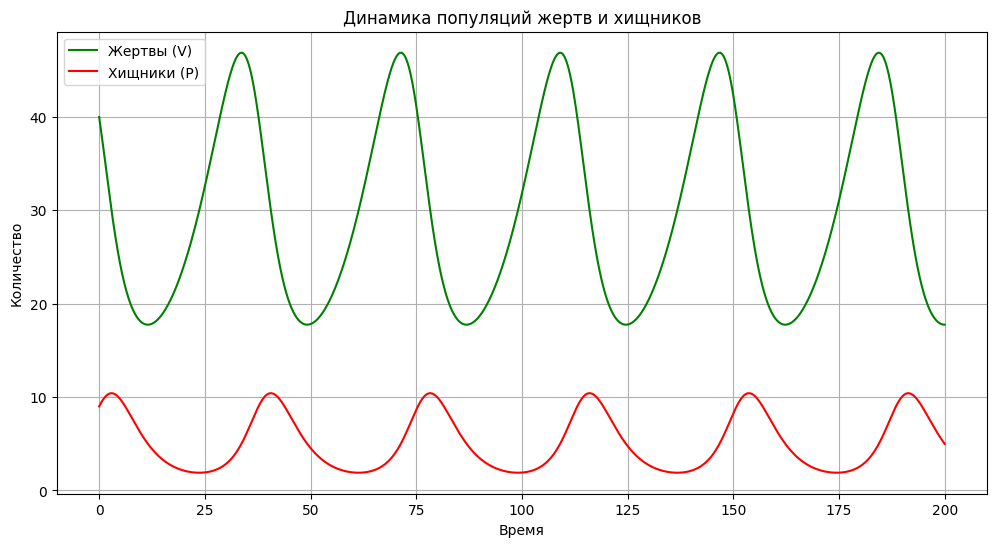 Динамика популяций жертв и хищников
Жертвы (V)
Хищники (P)
Количество
40
30
20
10
0
0 25 50 75 100 125 150 175 200
Время